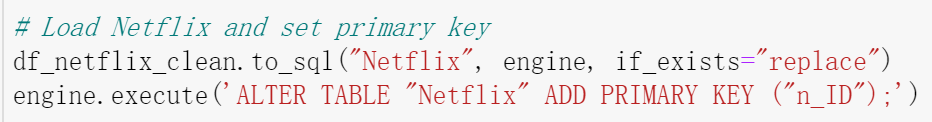 # Load Netflix and set primary key
df_netflix_clean.to_sql("Netflix", engine, if_exists="replace")
engine.execute('ALTER TABLE "Netflix" ADD PRIMARY KEY ("n_ID");')